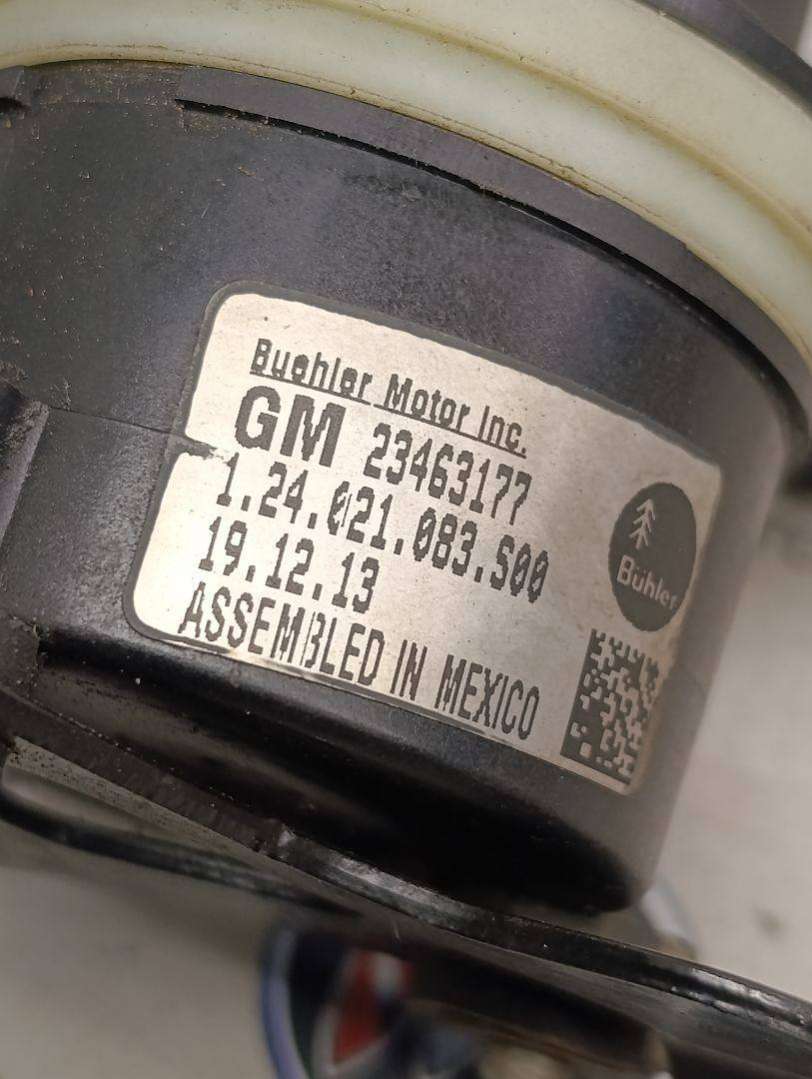 Buehler Motor Inc.
GM 23463177
1.24.021.083.S00
19.12.13
ASSEMBLED IN MEXICO
Bühler